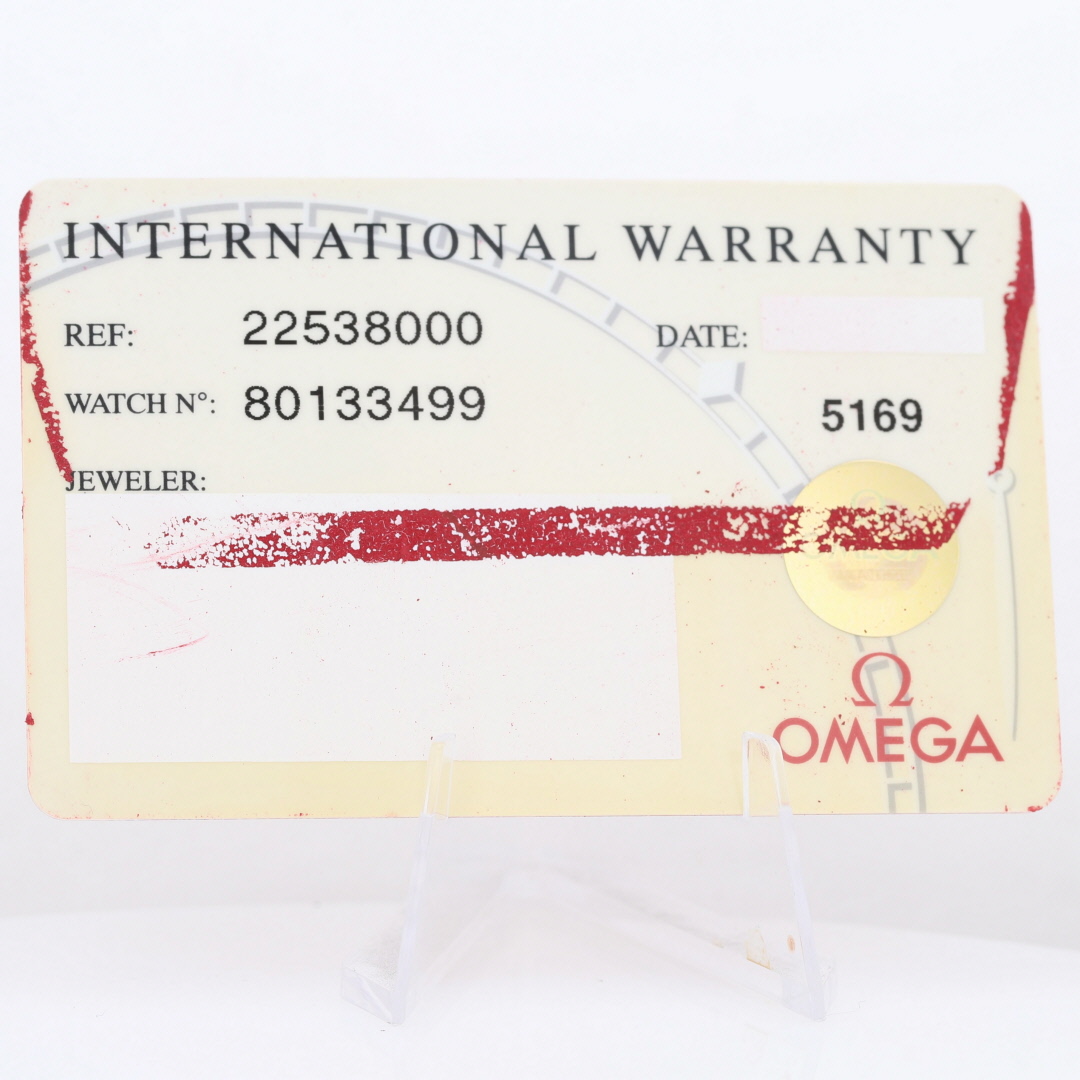 INTERNATIONAL WARRANTY
REF: 22538000 DATE:
WATCH N°: 80133499
5169
JEWELER:
Ω
OMEGA